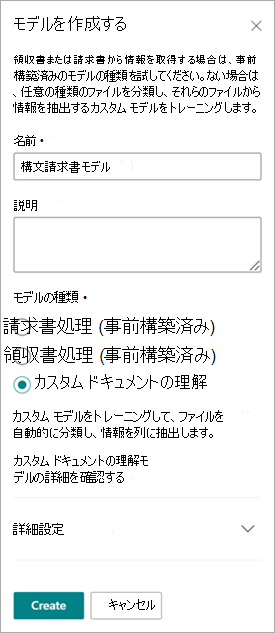 モデルを作成する
領収書または請求書から情報を取得する場合は、事前
構築済みのモデルの種類を試してください。ない場合は
、任意の種類のファイルを分類し、それらのファイルから
情報を抽出するカスタム モデルをトレーニングします。
名前 •
構文請求書モデル
説明
モデルの種類 •
請求書処理 (事前構築済み)
領収書処理 (事前構築済み)
カスタム ドキュメントの理解
カスタム モデルをトレーニングして、ファイルを
自動的に分類し、情報を列に抽出します。
カスタム ドキュメントの理解モ
デルの詳細を確認する
詳細設定
Create
キャンセル